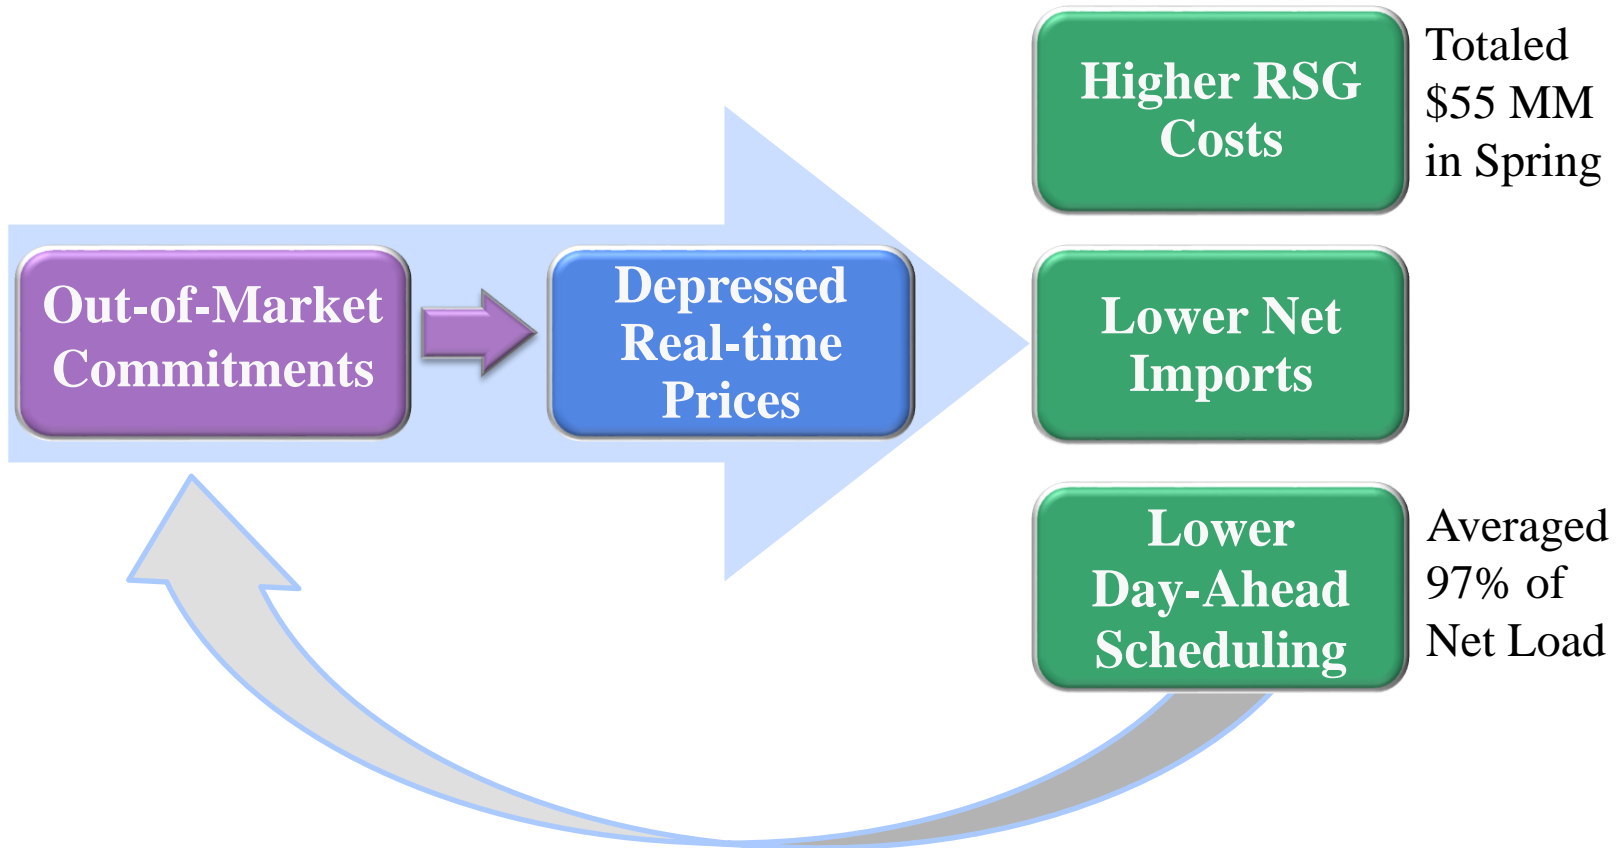 Out-of-Market
Commitments
Depressed
Real-time
Prices
Higher RSG
Costs
Totaled
$55 MM
in Spring
Lower Net
Imports
Lower
Day-Ahead
Scheduling
Averaged
97% of
Net Load